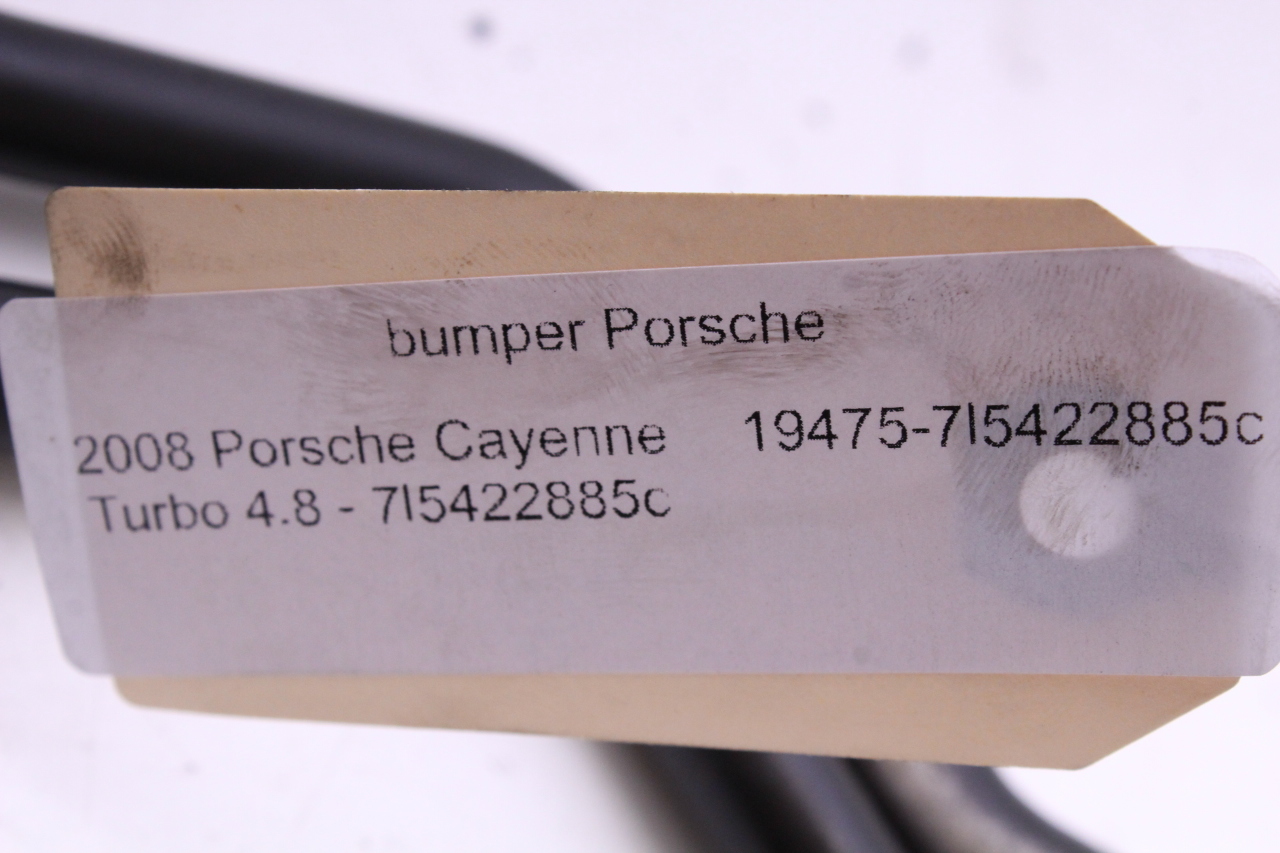 bumper Porsche
2008 Porsche Cayenne 19475-7l5422885c
Turbo 4.8 - 7l5422885c